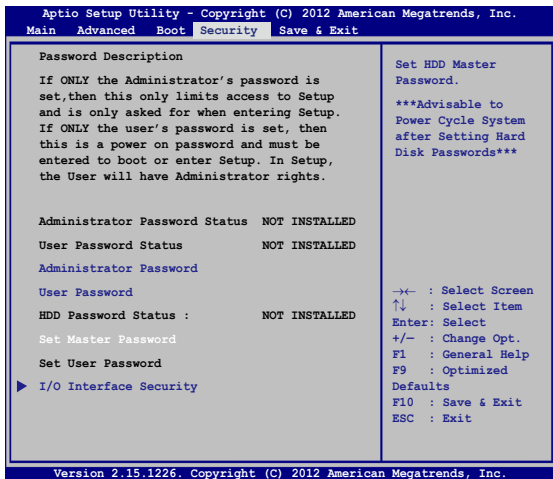 Aptio Setup Utility - Copyright (C) 2012 American Megatrends, Inc.
Main Advanced Boot Security Save & Exit
Password Description
If ONLY the Administrator's password is
set,then this only limits access to Setup
and is only asked for when entering Setup.
If ONLY the user's password is set, then
this is a power on password and must be
entered to boot or enter Setup. In Setup,
the User will have Administrator rights.
Administrator Password Status NOT INSTALLED
User Password Status NOT INSTALLED
Administrator Password
User Password
HDD Password Status : NOT INSTALLED
Set Master Password
Set User Password
I/O Interface Security
Set HDD Master
Password.
***Advisable to
Power Cycle System
after Setting Hard
Disk Passwords***
→← : Select Screen
↑↓ : Select Item
Enter: Select
+/− : Change Opt.
F1 : General Help
F9 : Optimized
Defaults
F10 : Save & Exit
ESC : Exit
Version 2.15.1226. Copyright (C) 2012 American Megatrends, Inc.